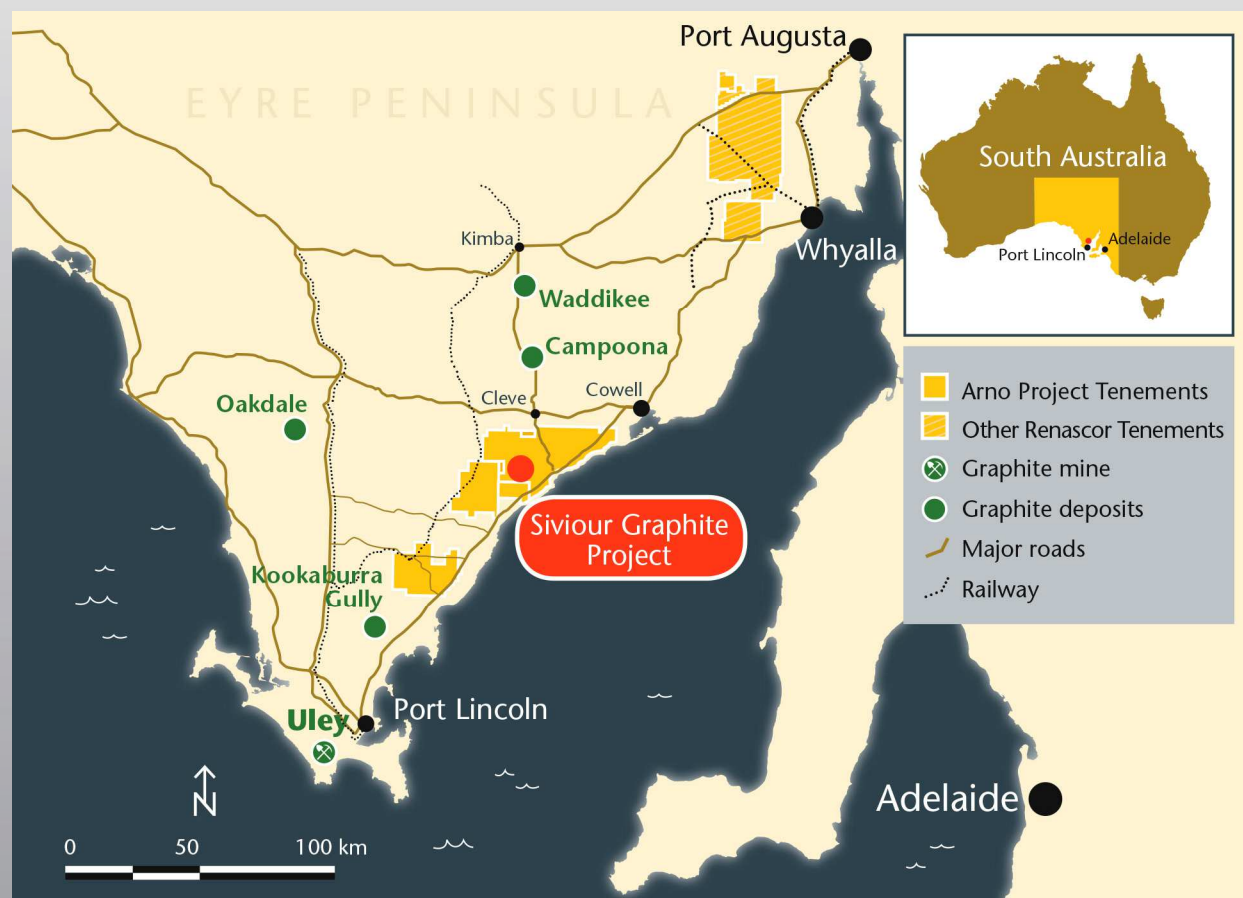 Port Augusta
EYRE PENINSULA
South Australia
Adelaide
Port Lincoln
Kimba
Whyalla
Waddikee
Campoona
Cleve
Cowell
Oakdale
Siviour Graphite
Project
Kookaburra
Gully
Uley
Port Lincoln
Adelaide
N
0 50 100 km
Arno Project Tenements
Other Renascor Tenements
Graphite mine
Graphite deposits
Major roads
Railway